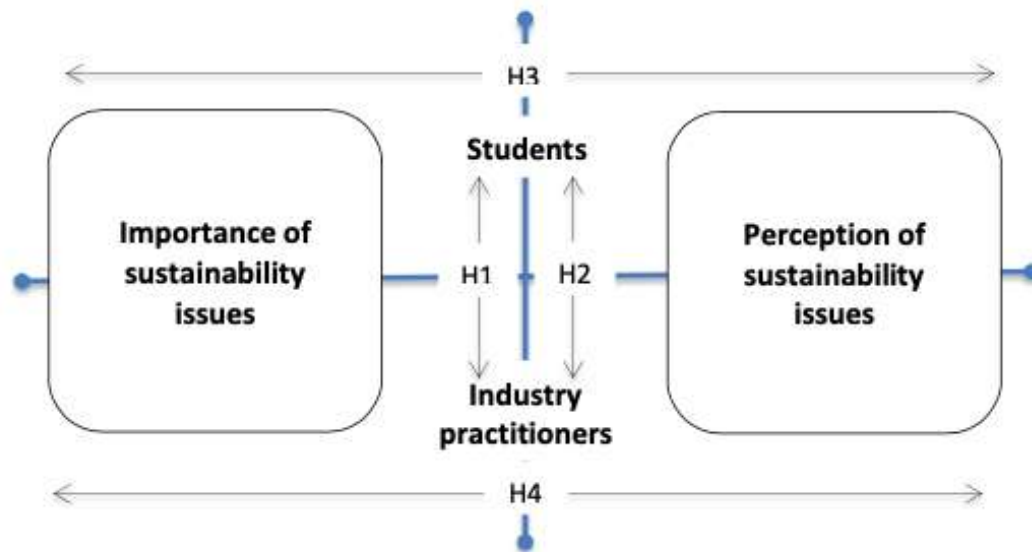 H3
Students
Importance of
sustainability
issues
H1
H2
Perception of
sustainability
issues
Industry
practitioners
H4